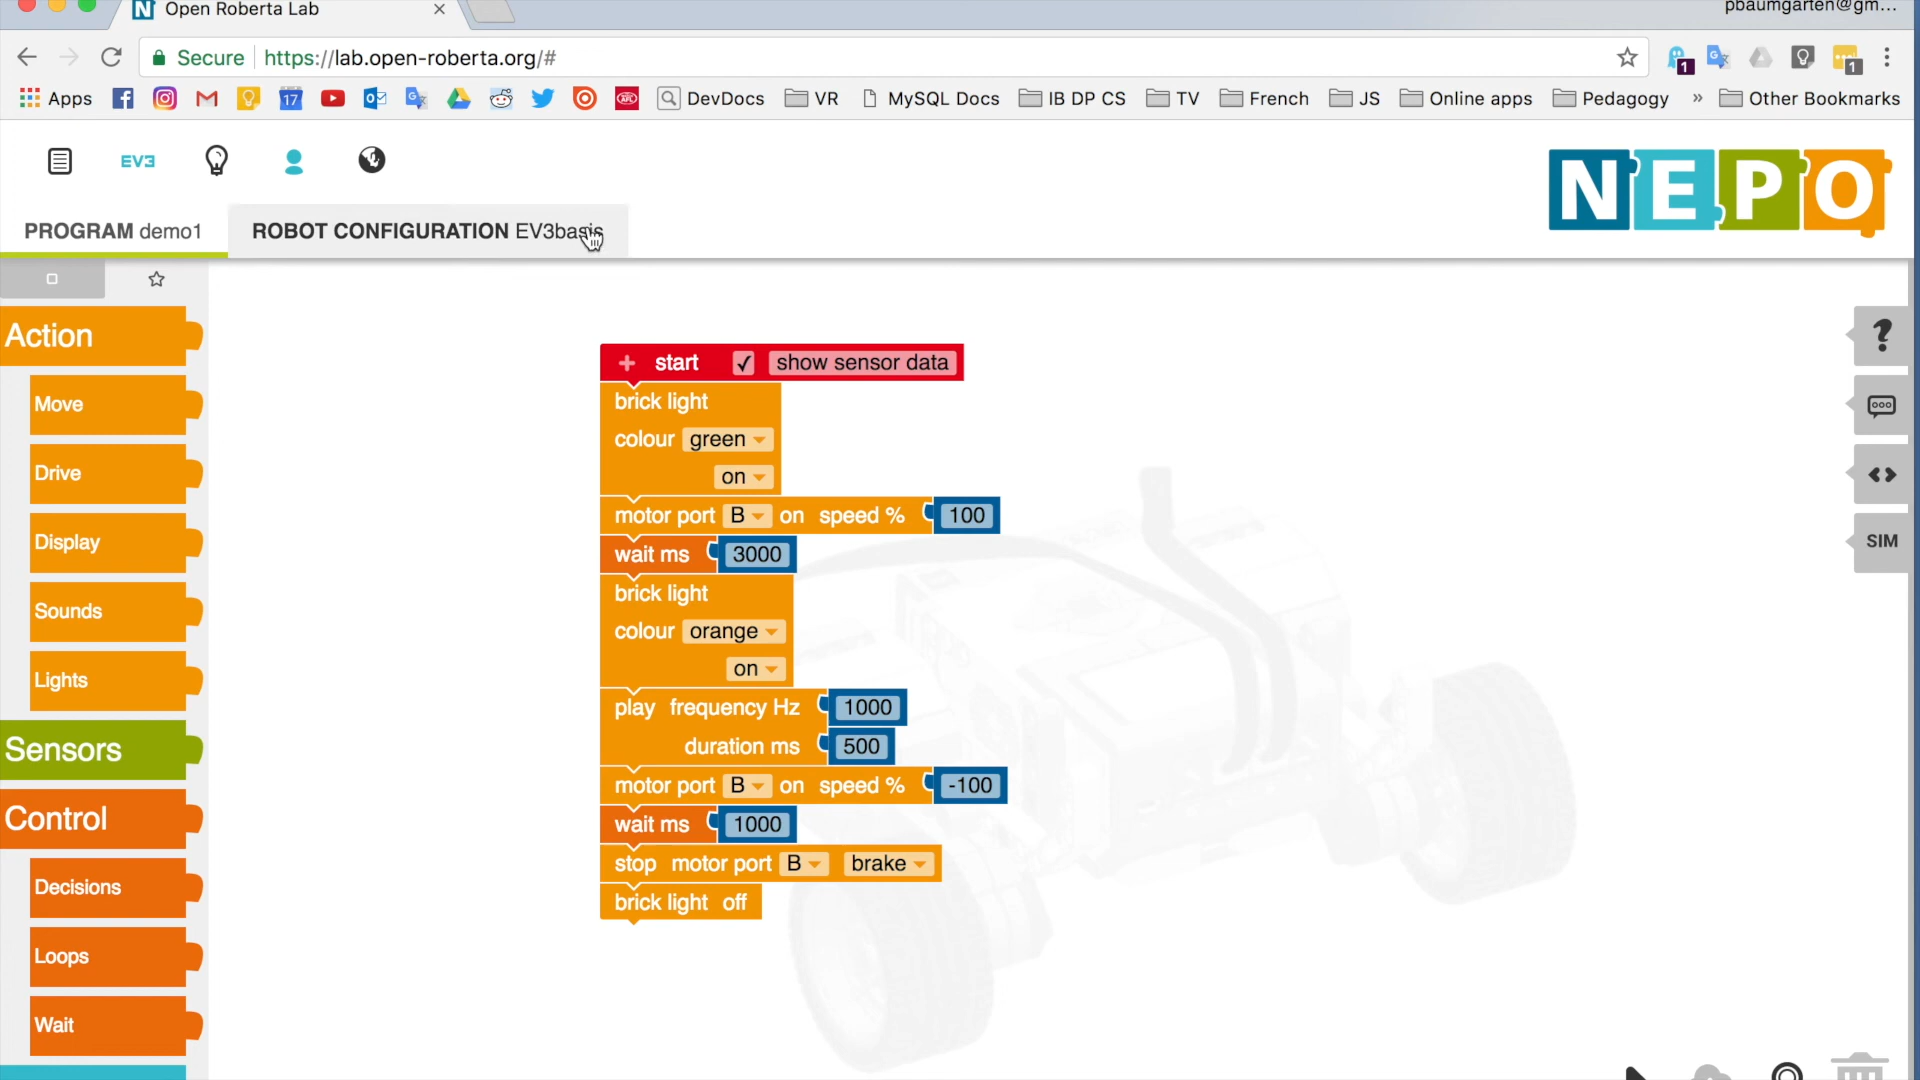 Open Roberta Lab
pbaumgarten@gm...
Secure https://lab.open-roberta.org/#
1
1
Apps 17 DevDocs VR MySQL Docs IB DP CS TV French JS Online apps Pedagogy » Other Bookmarks
EV3
NEPO
PROGRAM demo1
ROBOT CONFIGURATION EV3basis
Action
Move
Drive
Display
Sounds
Lights
Sensors
Control
Decisions
Loops
Wait
+ start ✓ show sensor data
brick light
colour green
on
motor port B on speed % 100
wait ms 3000
brick light
colour orange
on
play frequency Hz 1000
duration ms 500
motor port B on speed % -100
wait ms 1000
stop motor port B brake
brick light off
?
SIM